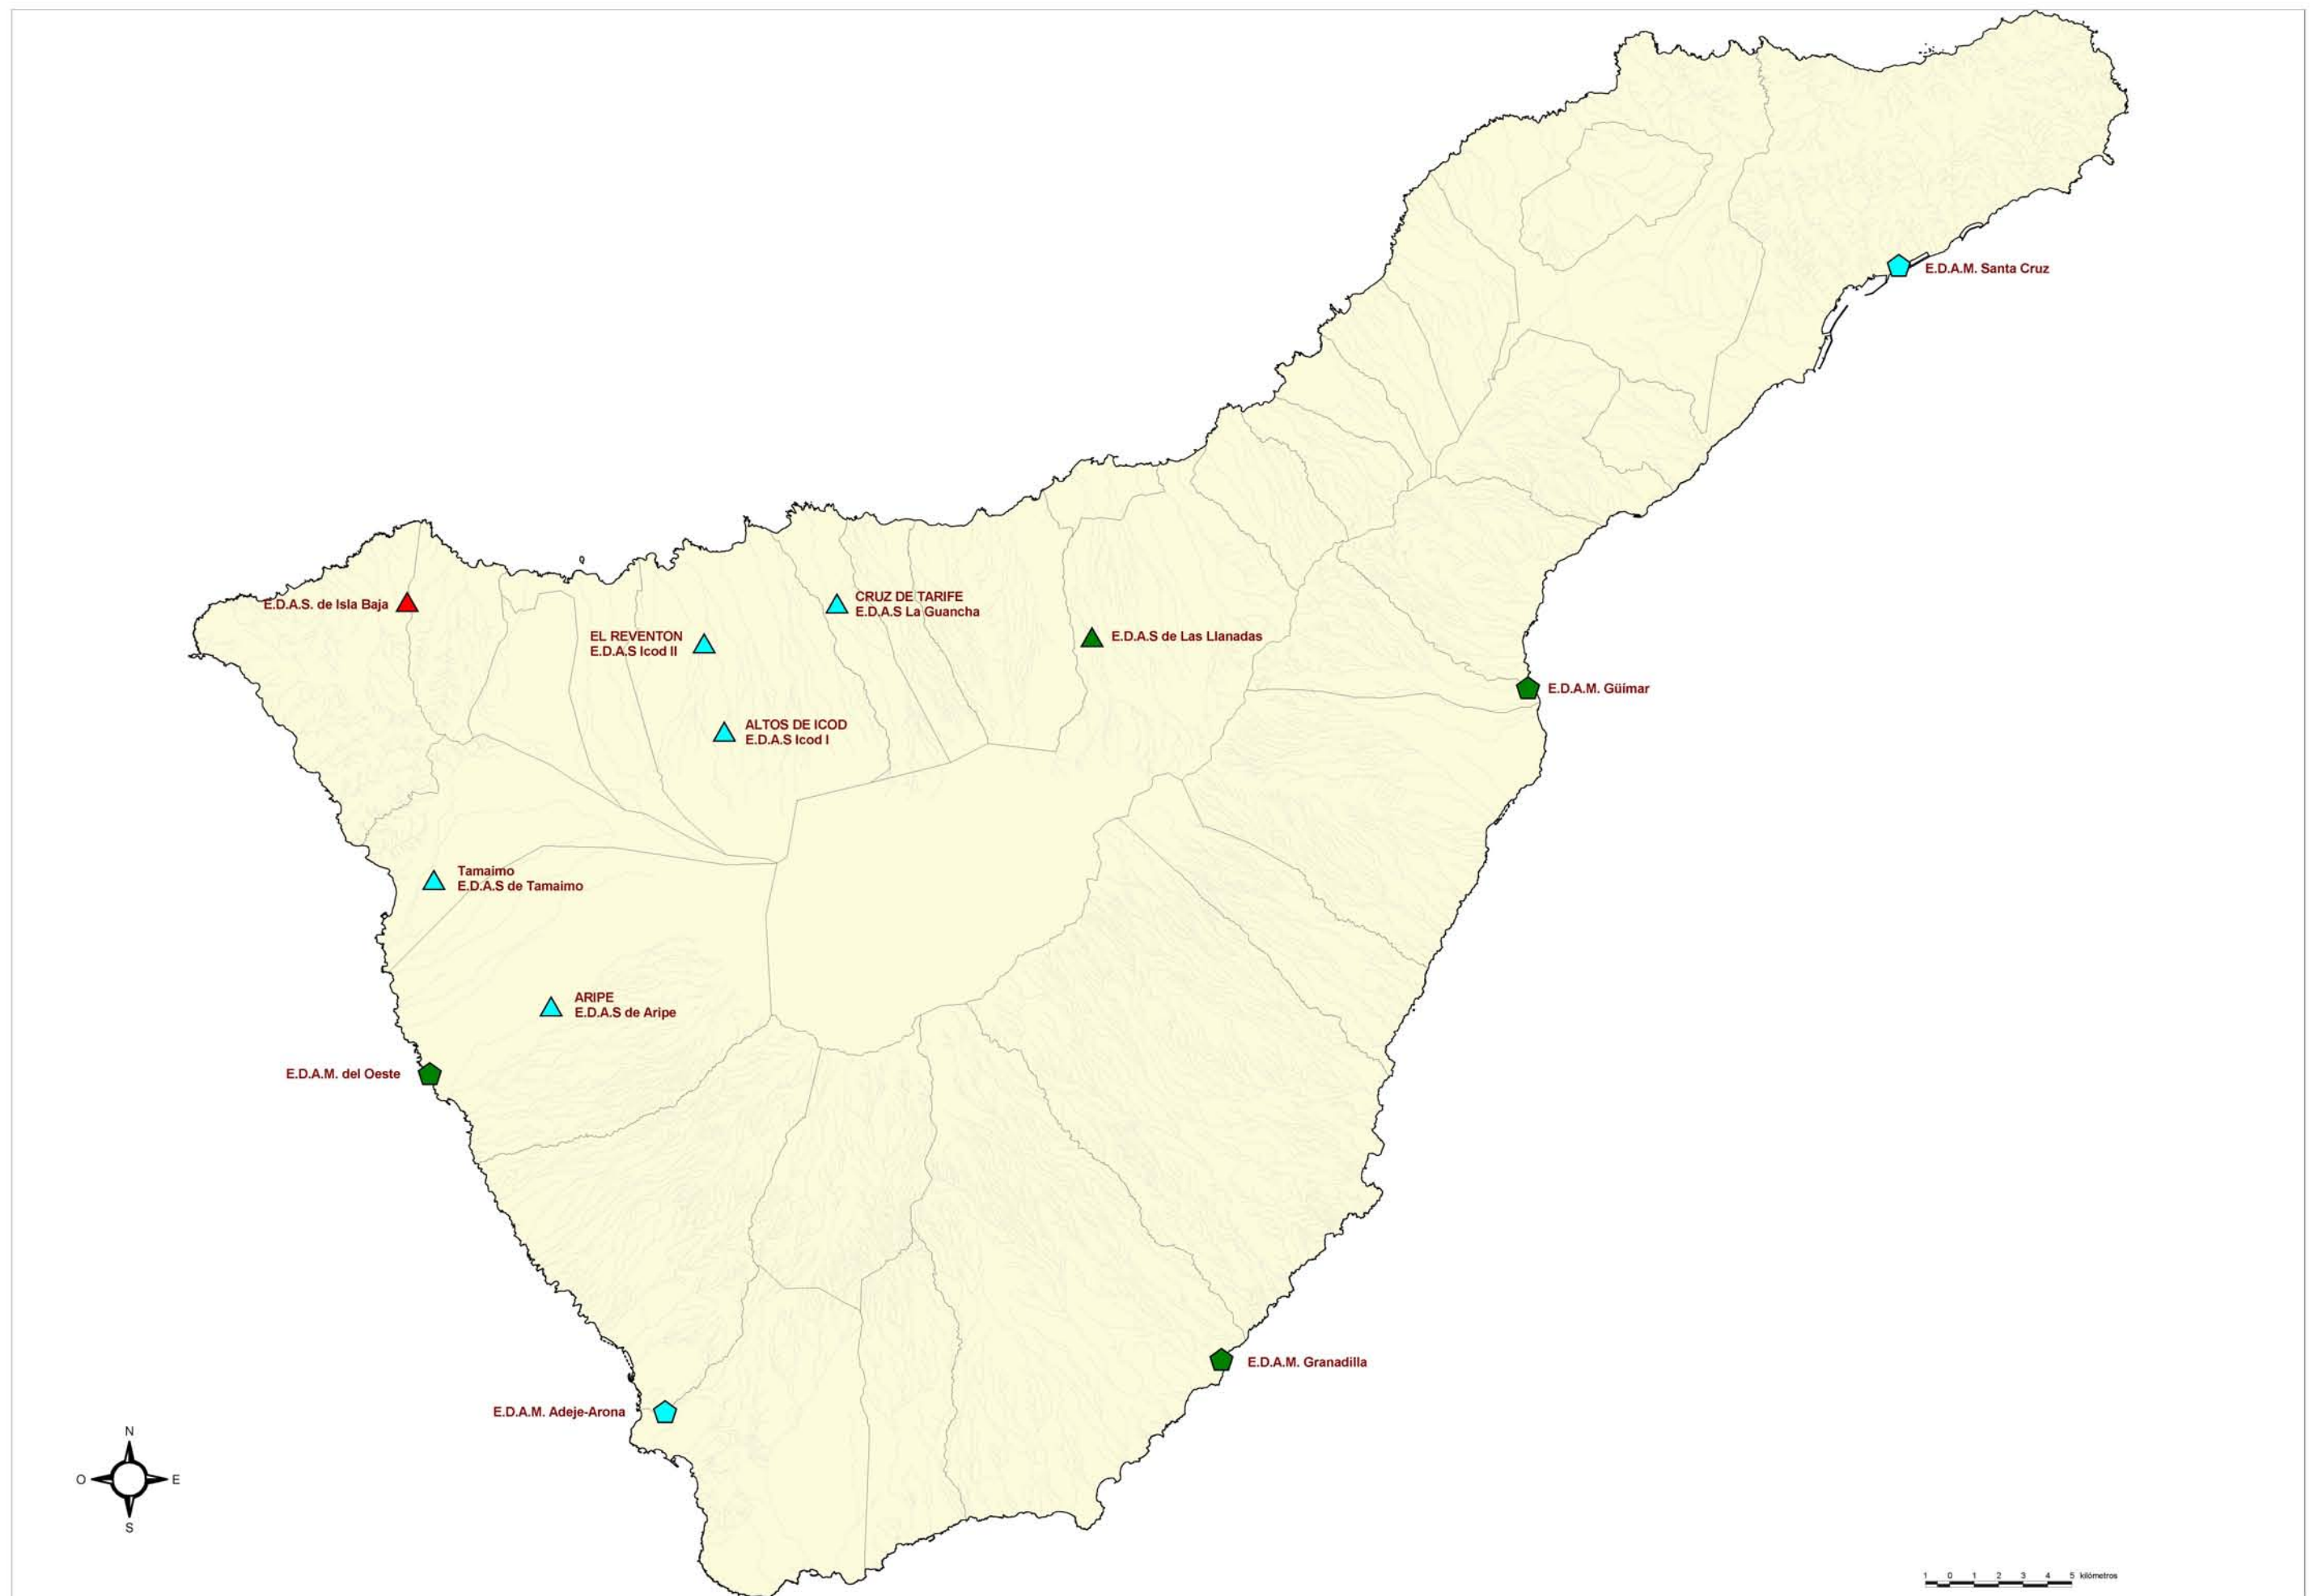 E.D.A.M. Santa Cruz
E.D.A.S. de Isla Baja
CRUZ DE TARIFE
E.D.A.S La Guancha
EL REVENTON
E.D.A.S Icod II
E.D.A.S de Las Llanadas
E.D.A.M. Güímar
ALTOS DE ICOD
E.D.A.S Icod I
Tamaimo
E.D.A.S de Tamaimo
ARIPE
E.D.A.S de Aripe
E.D.A.M. del Oeste
E.D.A.M. Granadilla
E.D.A.M. Adeje-Arona
N
O E
S
1 0 1 2 3 4 5 kilómetros